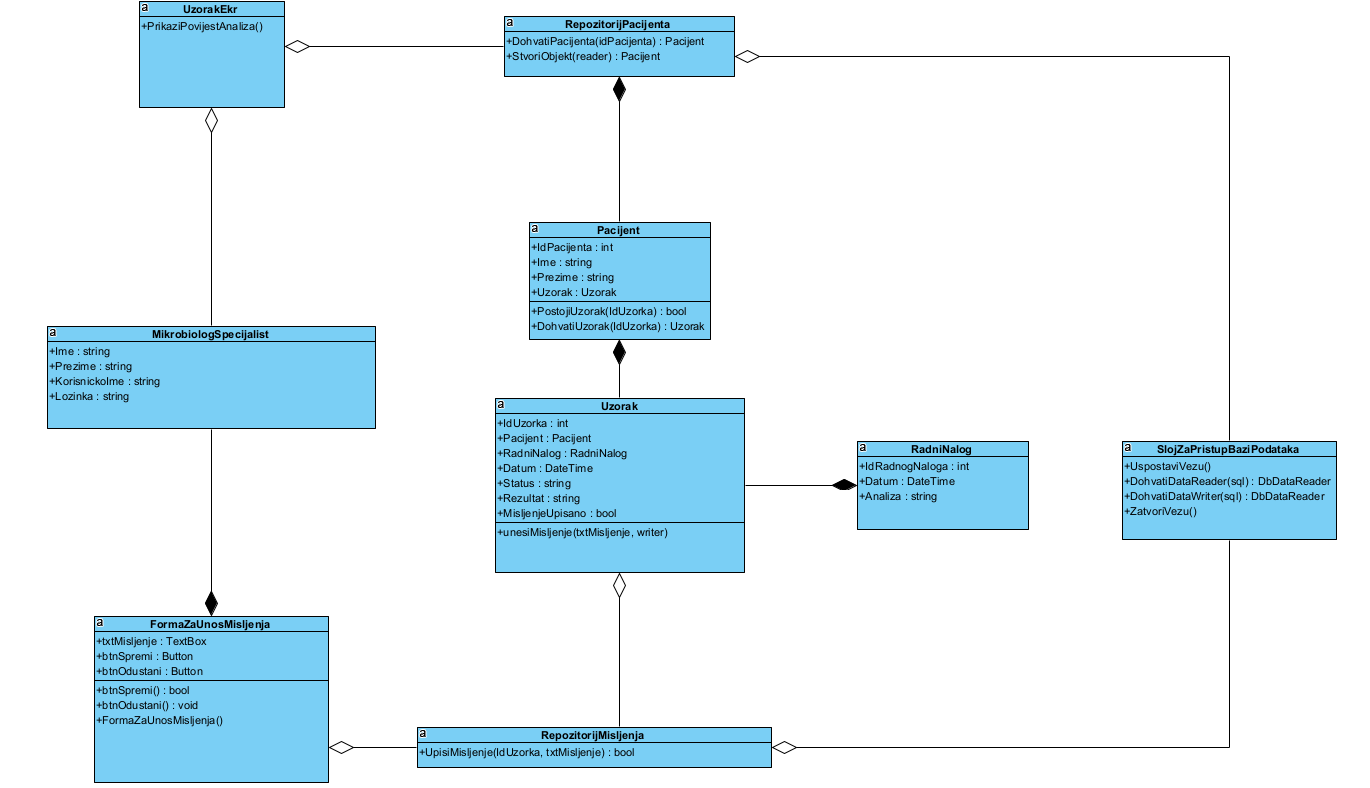 a
UzorakEkr
+PrikaziPovijestAnaliza()
a
RepozitorijPacijenta
+DohvatiPacijenta(idPacijenta) : Pacijent
+StvoriObjekt(reader) : Pacijent
a
Pacijent
+IdPacijenta : int
+Ime : string
+Prezime : string
+Uzorak : Uzorak
+PostojiUzorak(IdUzorka) : bool
+DohvatiUzorak(IdUzorka) : Uzorak
a
MikrobiologSpecijalist
+Ime : string
+Prezime : string
+KorisnickoIme : string
+Lozinka : string
a
Uzorak
+IdUzorka : int
+Pacijent : Pacijent
+RadniNalog : RadniNalog
+Datum : DateTime
+Status : string
+Rezultat : string
+MisljenjeUpisano : bool
+unesiMisljenje(txtMisljenje, writer)
a
RadniNalog
+IdRadnogNaloga : int
+Datum : DateTime
+Analiza : string
a
SlojZaPristupBaziPodataka
+UspostaviVezu()
+DohvatiDataReader(sql) : DbDataReader
+DohvatiDataWriter(sql) : DbDataReader
+ZatvoriVezu()
a
FormaZaUnosMisljenja
+txtMisljenje : TextBox
+btnSpremi : Button
+btnOdustani : Button
+btnSpremi() : bool
+btnOdustani() : void
+FormaZaUnosMisljenja()
a
RepozitorijMisljenja
+UpisiMisljenje(IdUzorka, txtMisljenje) : bool